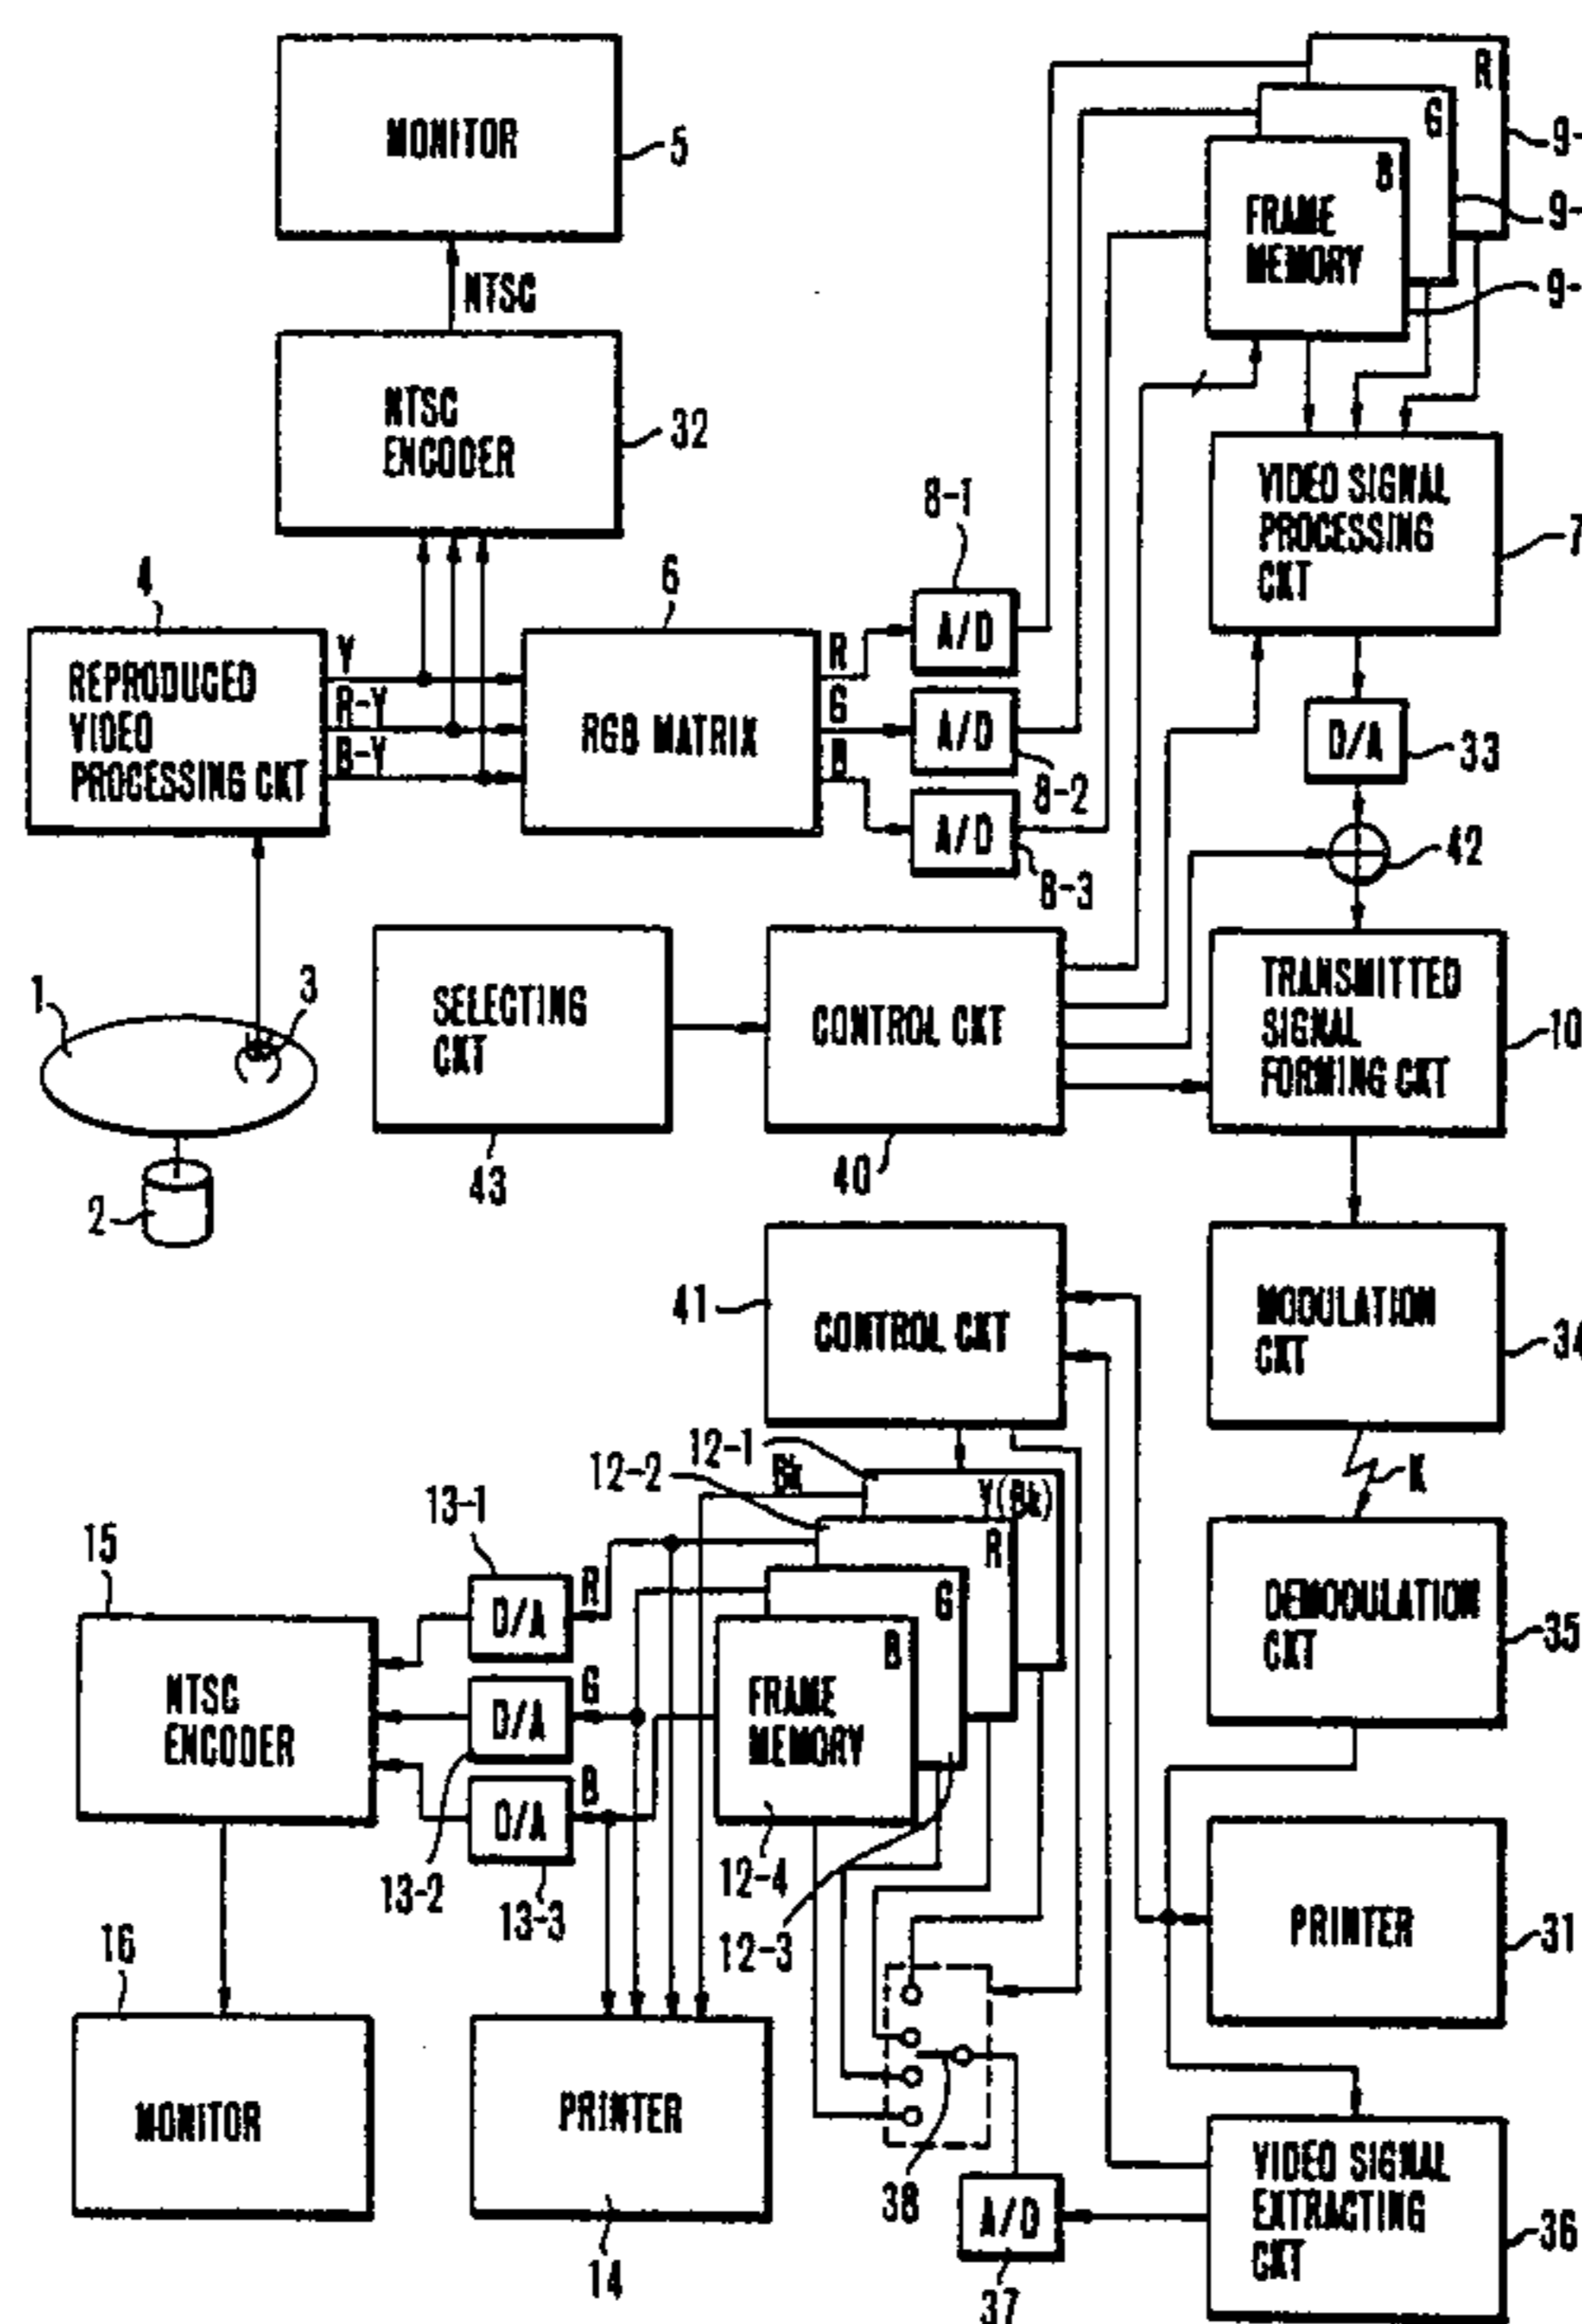 MONITOR
5
NTSC
NTSC
ENCODER
32
R
G
B
FRAME
MEMORY
9-
9-
9-
VIDEO SIGNAL
PROCESSING
CKT
7
4
REPRODUCED
VIDEO
PROCESSING CKT
Y
R-Y
B-Y
6
RGB MATRIX
R
G
B
8-1
A/D
A/D
8-2
A/D
8-3
D/A
33
42
1
3
2
SELECTING
CKT
43
CONTROL CKT
40
TRANSMITTED
SIGNAL
FORMING CKT
10
MODULATION
CKT
34
K
41
CONTROL CKT
12-1
12-2
BK
Y(BK)
R
G
B
FRAME
MEMORY
12-4
12-3
DEMODULATION
CKT
35
13-1
D/A
R
D/A
G
13-2
D/A
B
13-3
15
NTSC
ENCODER
PRINTER
31
16
MONITOR
PRINTER
14
38
A/D
37
VIDEO SIGNAL
EXTRACTING
CKT
36